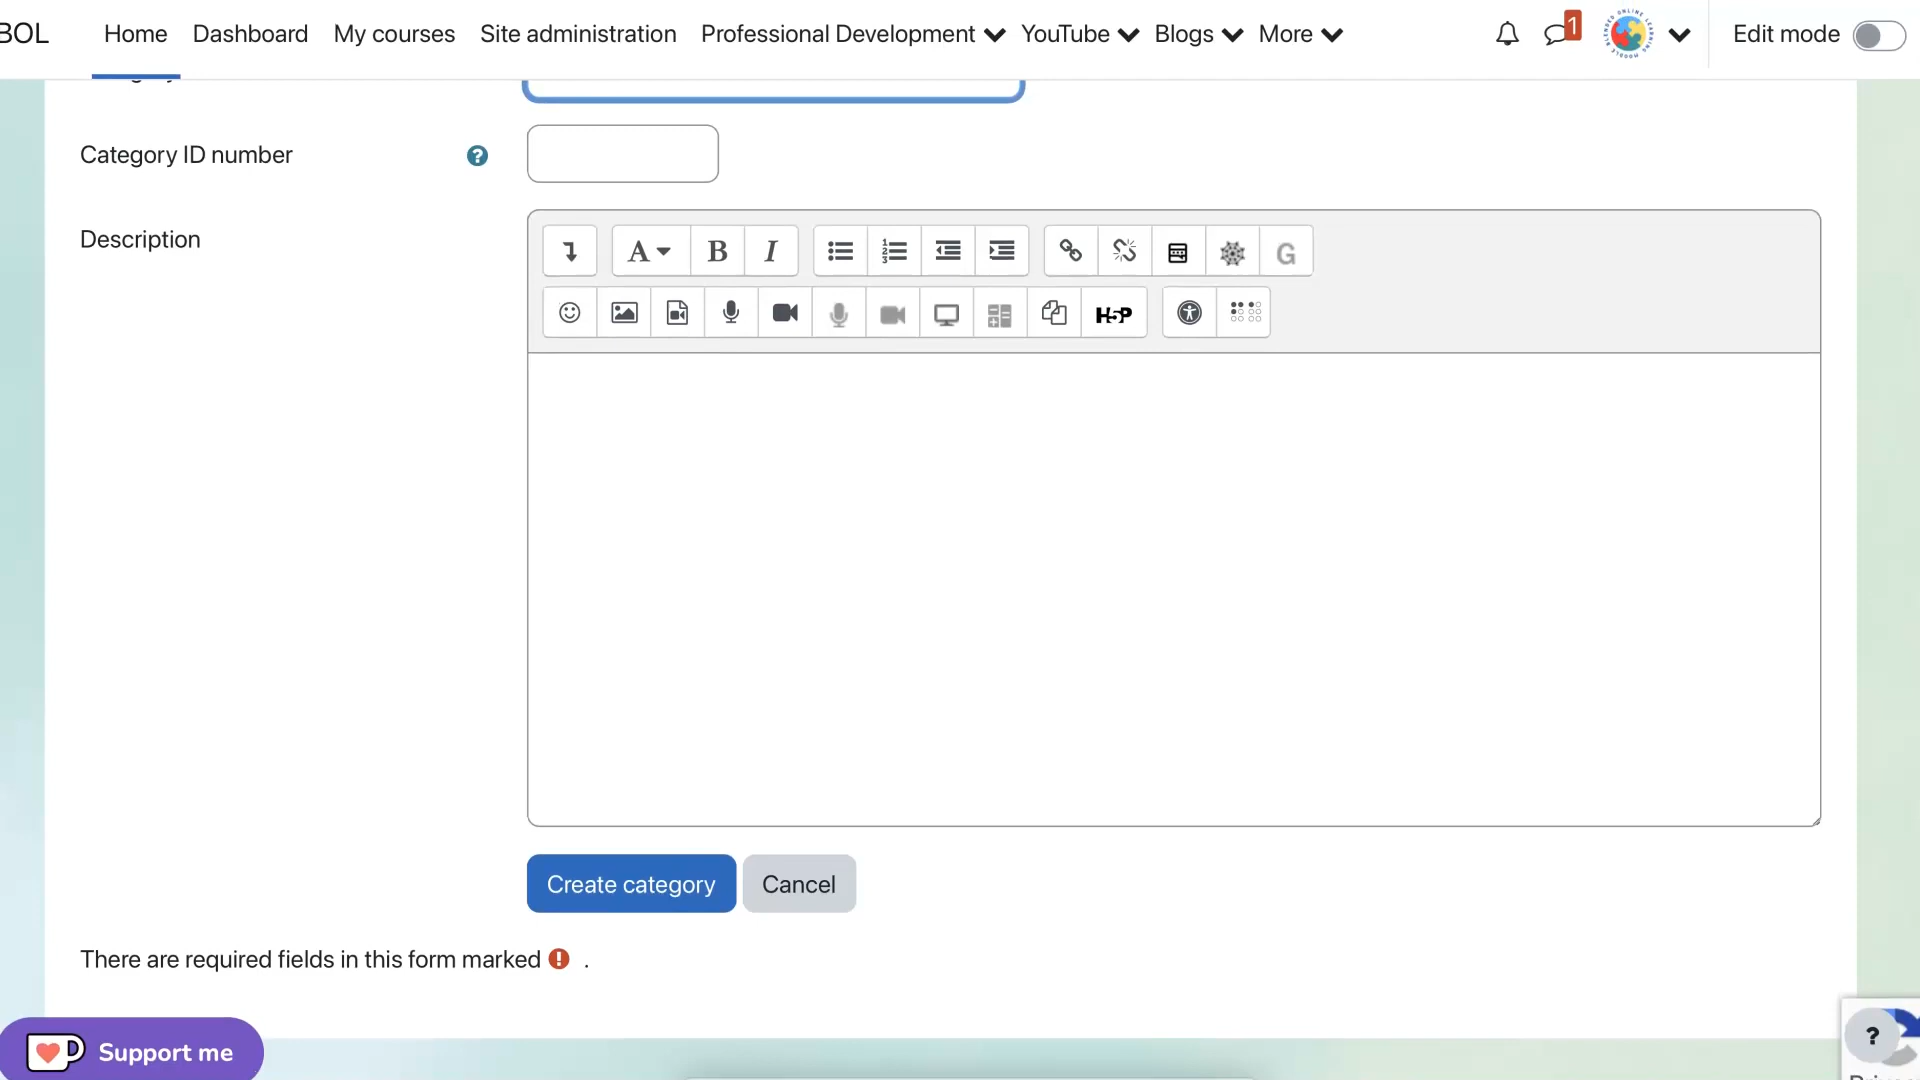 BOL Home Dashboard My courses Site administration Professional Development YouTube Blogs More 1 Edit mode
Category ID number ?
Description
A B I G
H5P
Create category Cancel
There are required fields in this form marked ! .
Support me
?